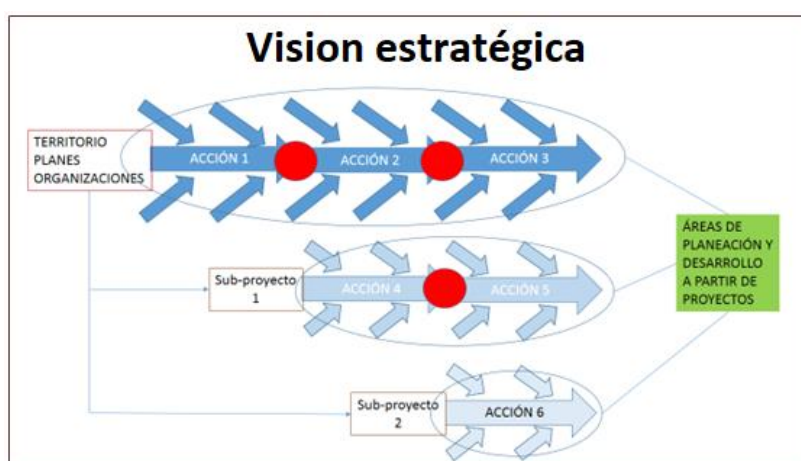 Vision estratégica
TERRITORIO
PLANES
ORGANIZACIONES
ACCIÓN 1
ACCIÓN 2
ACCIÓN 3
Sub-proyecto
1
ACCIÓN 4
ACCIÓN 5
ÁREAS DE
PLANEACIÓN Y
DESARROLLO
A PARTIR DE
PROYECTOS
Sub-proyecto
2
ACCIÓN 6